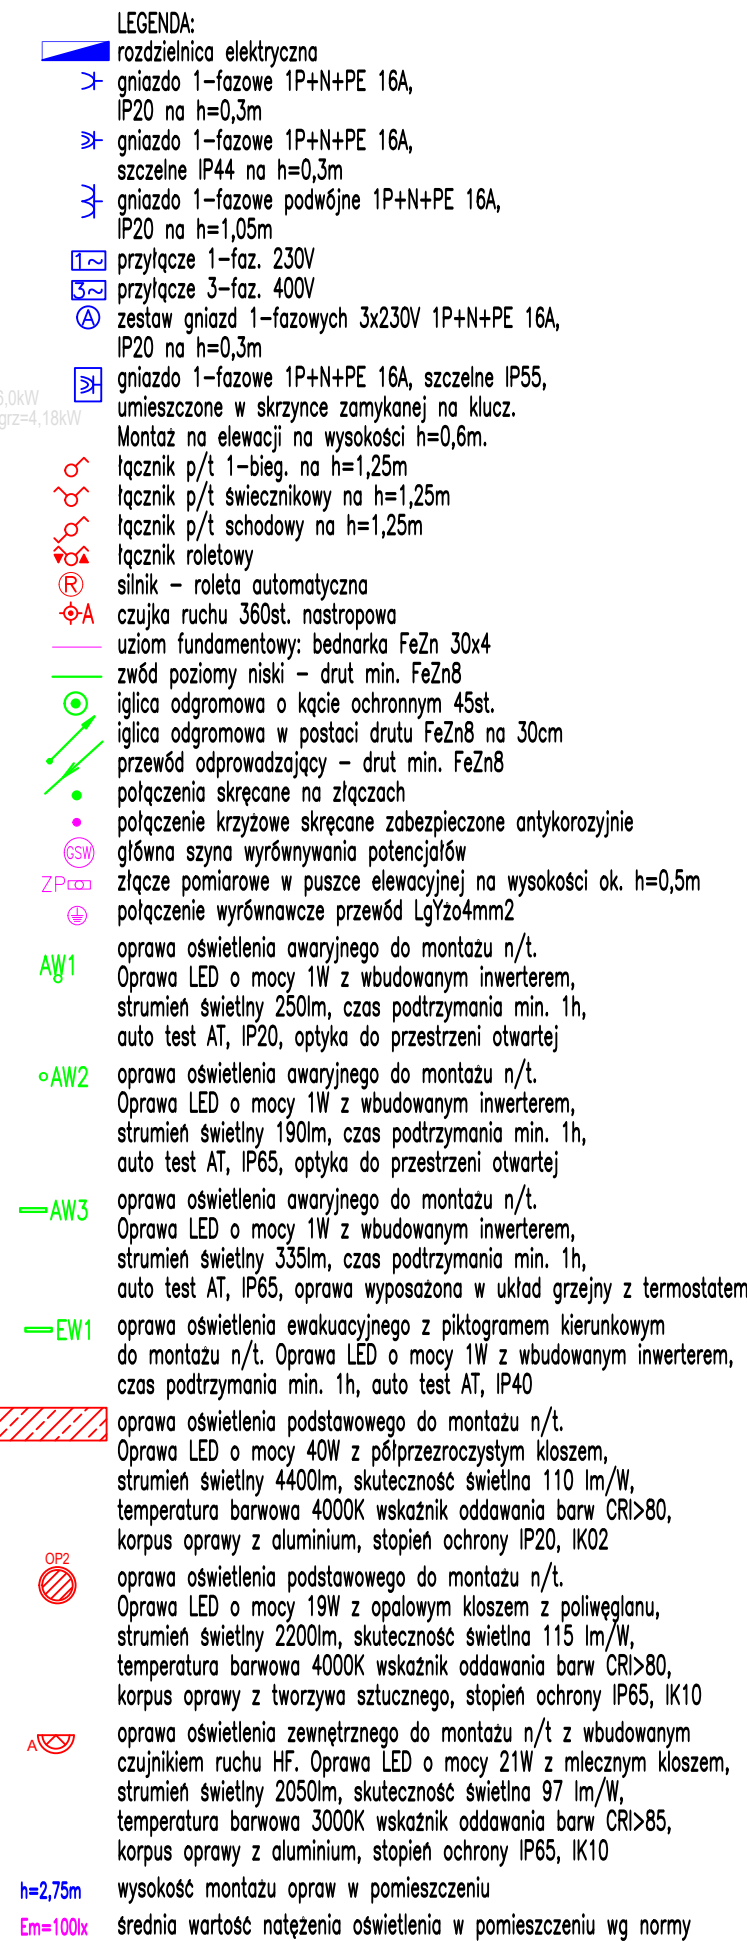 LEGENDA:
rozdzielnica elektryczna
gniazdo 1-fazowe 1P+N+PE 16A,
IP20 na h=0,3m
gniazdo 1-fazowe 1P+N+PE 16A,
szczelne IP44 na h=0,3m
gniazdo 1-fazowe podwójne 1P+N+PE 16A,
IP20 na h=1,05m
1~ przyłącze 1-faz. 230V
3~ przyłącze 3-faz. 400V
A zestaw gniazd 1-fazowych 3x230V 1P+N+PE 16A,
IP20 na h=0,3m
gniazdo 1-fazowe 1P+N+PE 16A, szczelne IP55,
6,0kW
umieszczone w skrzynce zamykanej na klucz.
grz=4,18kW
Montaż na elewacji na wysokości h=0,6m.
łącznik p/t 1-bieg. na h=1,25m
łącznik p/t świecznikowy na h=1,25m
łącznik p/t schodowy na h=1,25m
łącznik roletowy
R silnik - roleta automatyczna
A czujka ruchu 360st. nastropowa
uziom fundamentowy: bednarka FeZn 30x4
zwód poziomy niski - drut min. FeZn8
iglica odgromowa o kącie ochronnym 45st.
iglica odgromowa w postaci drutu FeZn8 na 30cm
przewód odprowadzający - drut min. FeZn8
połączenia skręcane na złączach
połączenie krzyżowe skręcane zabezpieczone antykorozyjnie
GSW główna szyna wyrównywania potencjałów
ZP złącze pomiarowe w puszce elewacyjnej na wysokości ok. h=0,5m
połączenie wyrównawcze przewód LgYżo4mm2
AW1 oprawa oświetlenia awaryjnego do montażu n/t.
Oprawa LED o mocy 1W z wbudowanym inwerterem,
strumień świetlny 250lm, czas podtrzymania min. 1h,
auto test AT, IP20, optyka do przestrzeni otwartej
AW2 oprawa oświetlenia awaryjnego do montażu n/t.
Oprawa LED o mocy 1W z wbudowanym inwerterem,
strumień świetlny 190lm, czas podtrzymania min. 1h,
auto test AT, IP65, optyka do przestrzeni otwartej
AW3 oprawa oświetlenia awaryjnego do montażu n/t.
Oprawa LED o mocy 1W z wbudowanym inwerterem,
strumień świetlny 335lm, czas podtrzymania min. 1h,
auto test AT, IP65, oprawa wyposażona w układ grzejny z termostatem
EW1 oprawa oświetlenia ewakuacyjnego z piktogramem kierunkowym
do montażu n/t. Oprawa LED o mocy 1W z wbudowanym inwerterem,
czas podtrzymania min. 1h, auto test AT, IP40
oprawa oświetlenia podstawowego do montażu n/t.
Oprawa LED o mocy 40W z półprzezroczystym kloszem,
strumień świetlny 4400lm, skuteczność świetlna 110 lm/W,
temperatura barwowa 4000K wskaźnik oddawania barw CRI>80,
korpus oprawy z aluminium, stopień ochrony IP20, IK02
OP2
oprawa oświetlenia podstawowego do montażu n/t.
Oprawa LED o mocy 19W z opalowym kloszem z poliwęglanu,
strumień świetlny 2200lm, skuteczność świetlna 115 lm/W,
temperatura barwowa 4000K wskaźnik oddawania barw CRI>80,
korpus oprawy z tworzywa sztucznego, stopień ochrony IP65, IK10
A oprawa oświetlenia zewnętrznego do montażu n/t z wbudowanym
czujnikiem ruchu HF. Oprawa LED o mocy 21W z mlecznym kloszem,
strumień świetlny 2050lm, skuteczność świetlna 97 lm/W,
temperatura barwowa 3000K wskaźnik oddawania barw CRI>85,
korpus oprawy z aluminium, stopień ochrony IP65, IK10
h=2,75m wysokość montażu opraw w pomieszczeniu
Em=100lx średnia wartość natężenia oświetlenia w pomieszczeniu wg normy